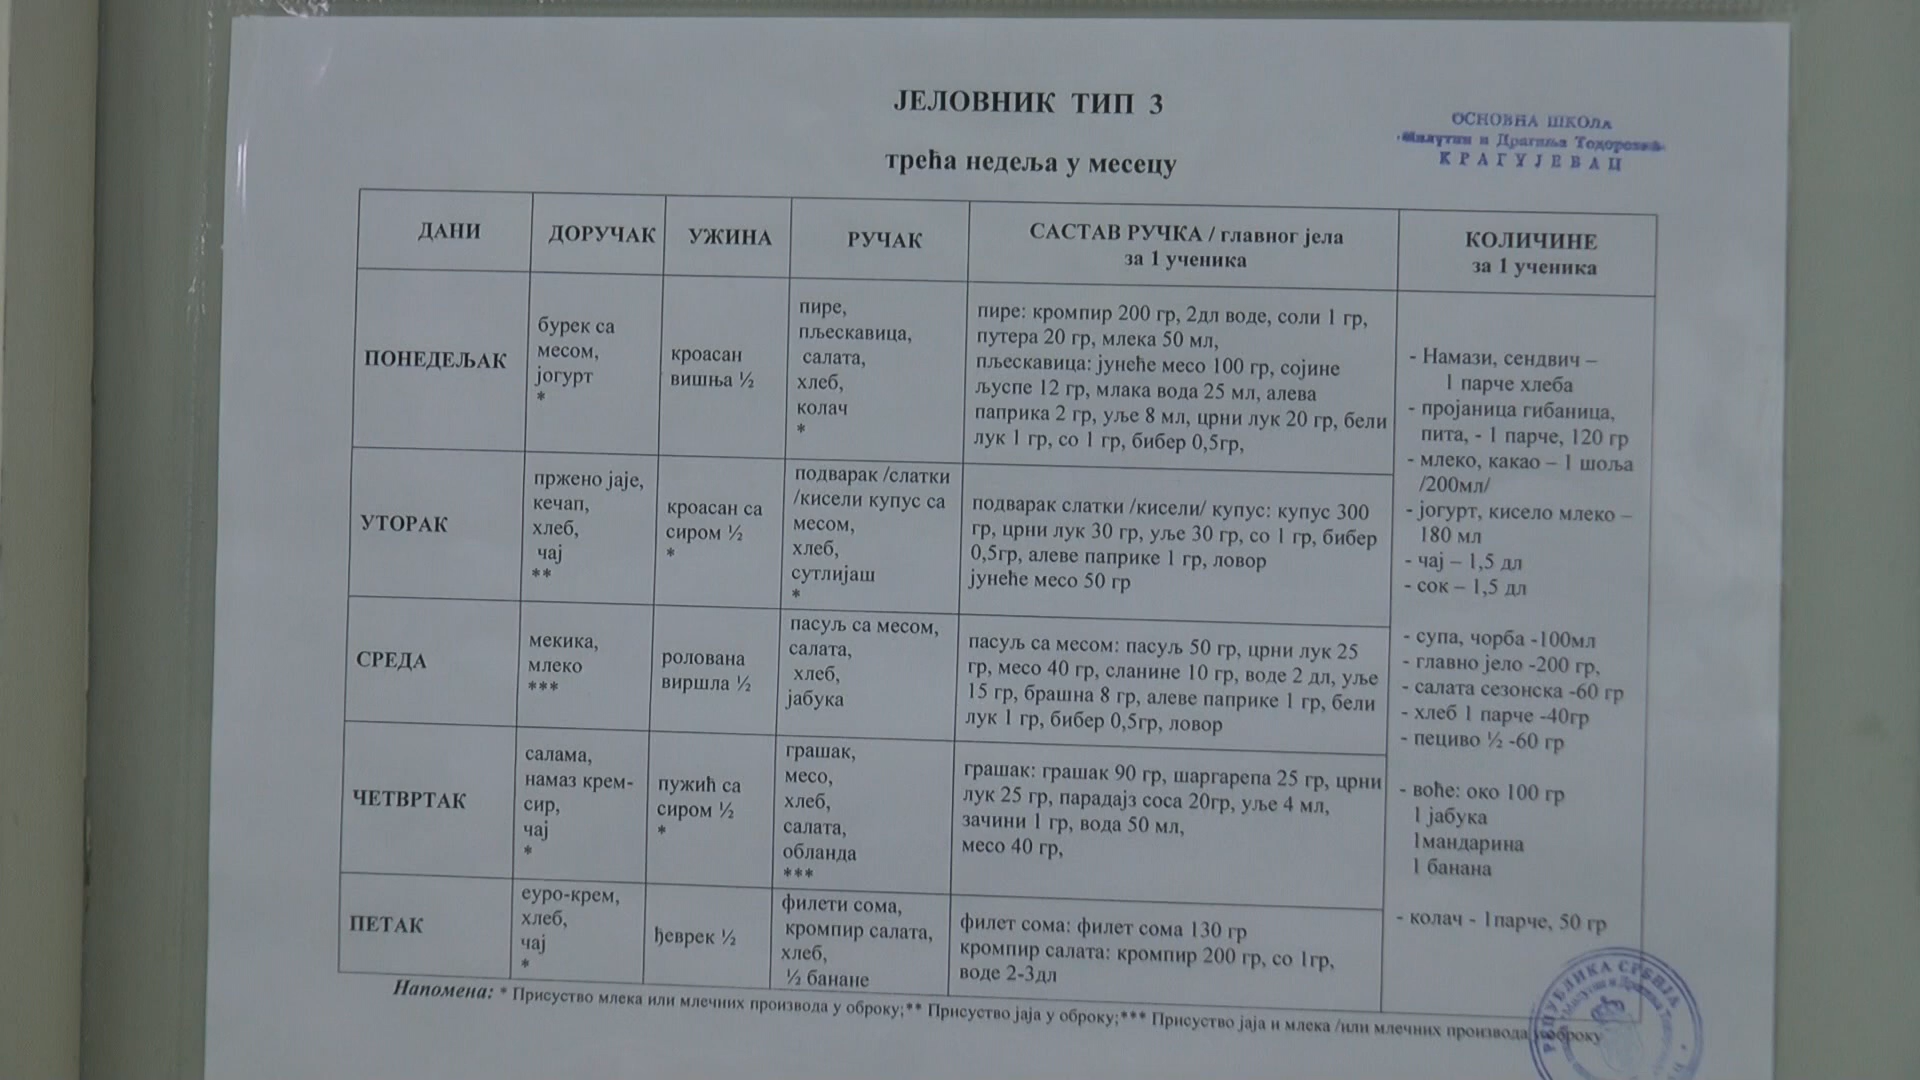 ЈЕЛОВНИК ТИП 3
ОСНОВНА ШКОЛА
Милутин и Драгиња Тодоровић
КРАГУЈЕВАЦ
трећа недеља у месецу
ДАНИ
ДОРУЧАК
УЖИНА
РУЧАК
САСТАВ РУЧКА / главног јела
за 1 ученика
КОЛИЧИНЕ
за 1 ученика
ПОНЕДЕЉАК
бурек са
месом,
јогурт
*
кроасан
вишња ½
пире,
пљескавица,
салата,
хлеб,
колач
*
пире: кромпир 200 гр, 2дл воде, соли 1 гр,
путера 20 гр, млека 50 мл,
пљескавица: јунеће месо 100 гр, сојине
љуспе 12 гр, млака вода 25 мл, алева
паприка 2 гр, уље 8 мл, црни лук 20 гр, бели
лук 1 гр, со 1 гр, бибер 0,5гр,
УТОРАК
пржено јаје,
кечап,
хлеб,
чај
**
кроасан са
сиром ½
*
подварак /слатки
/кисели купус са
месом,
хлеб,
сутлијаш
*
подварак слатки /кисели/ купус: купус 300
гр, црни лук 30 гр, уље 30 гр, со 1 гр, бибер
0,5гр, алеве паприке 1 гр, ловор
јунеће месо 50 гр
СРЕДА
мекика,
млеко
***
ролована
виршла ½
пасуљ са месом,
салата,
хлеб,
јабука
пасуљ са месом: пасуљ 50 гр, црни лук 25
гр, месо 40 гр, сланине 10 гр, воде 2 дл, уље
15 гр, брашна 8 гр, алеве паприке 1 гр, бели
лук 1 гр, бибер 0,5гр, ловор
ЧЕТВРТАК
салама,
намаз крем-
сир,
чај
*
пужић са
сиром ½
*
грашак,
месо,
хлеб,
салата,
обланда
***
грашак: грашак 90 гр, шаргарепа 25 гр, црни
лук 25 гр, парадајз соса 20гр, уље 4 мл,
зачини 1 гр, вода 50 мл,
месо 40 гр,
ПЕТАК
еуро-крем,
хлеб,
чај
*
ђеврек ½
филети сома,
кромпир салата,
хлеб,
½ банане
филет сома: филет сома 130 гр
кромпир салата: кромпир 200 гр, со 1гр,
воде 2-3дл
- Намази, сендвич –
1 парче хлеба
- пројаница гибаница,
пита, - 1 парче, 120 гр
- млеко, какао – 1 шоља
/200мл/
- јогурт, кисело млеко –
180 мл
- чај – 1,5 дл
- сок – 1,5 дл
- супа, чорба -100мл
- главно јело -200 гр,
- салата сезонска -60 гр
- хлеб 1 парче -40гр
- пециво ½ -60 гр
- воће: око 100 гр
1 јабука
1мандарина
1 банана
- колач - 1парче, 50 гр
Напомена: * Присуство млека или млечних производа у оброку;** Присуство јаја у оброку;*** Присуство јаја и млека /или млечних производа у оброку
РЕПУБЛИКА СРБИЈА